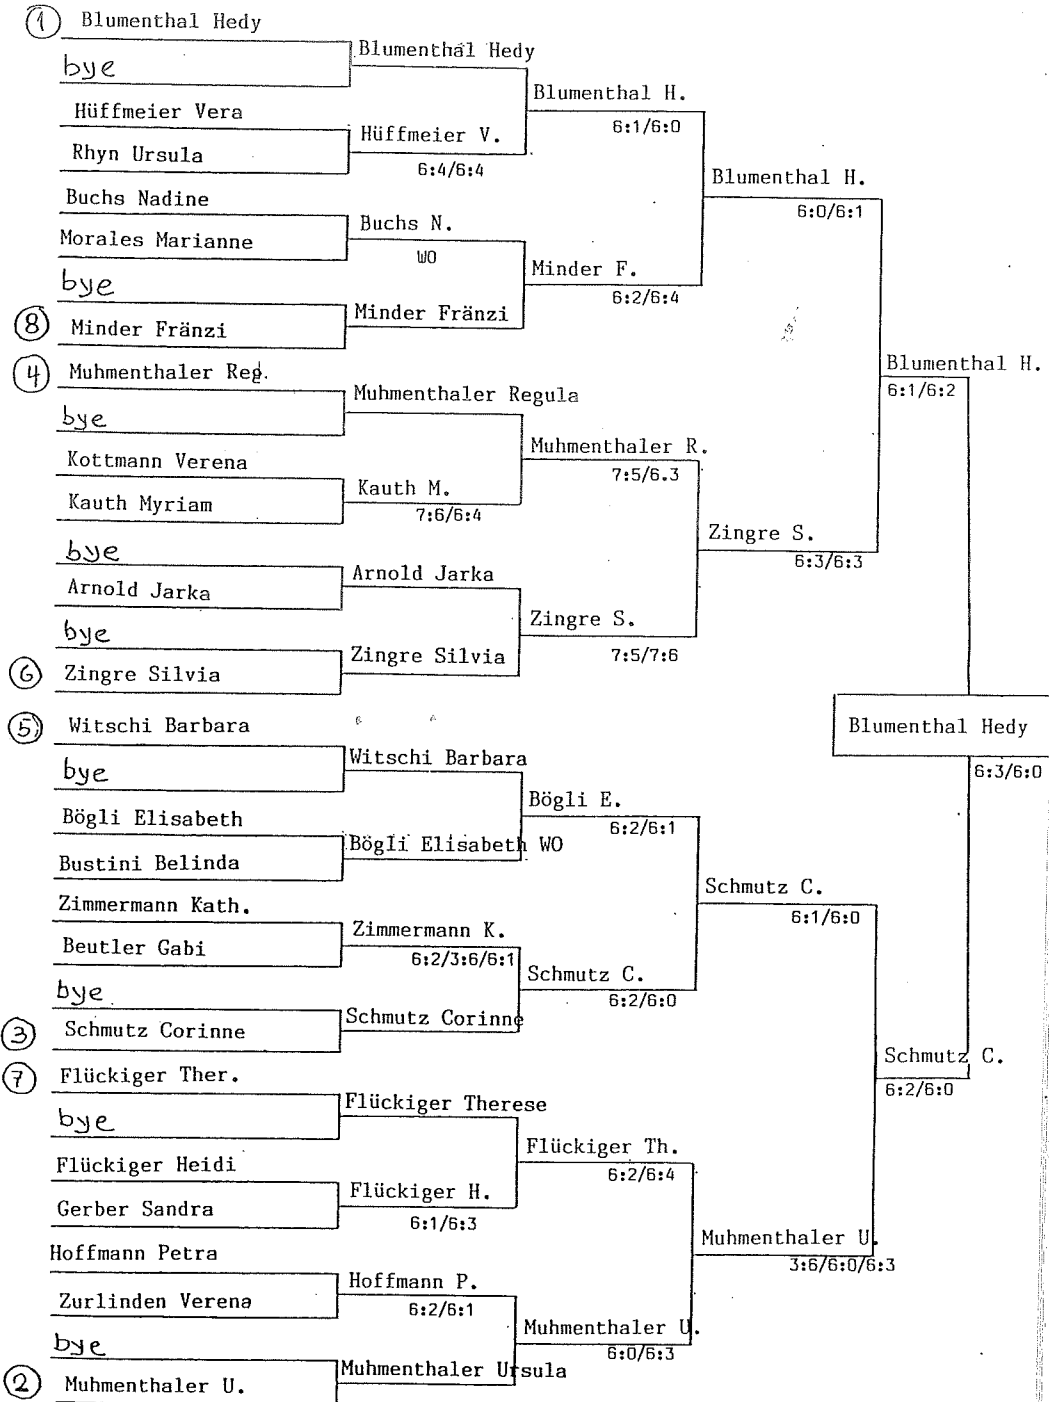 ① Blumenthal Hedy
bye
Hüffmeier Vera
Rhyn Ursula
Buchs Nadine
Morales Marianne
bye
⑧ Minder Fränzi
④ Muhmenthaler Reg.
bye
Kottmann Verena
Kauth Myriam
bye
Arnold Jarka
bye
⑥ Zingre Silvia
⑤ Witschi Barbara
bye
Bögli Elisabeth
Bustini Belinda
Zimmermann Kath.
Beutler Gabi
bye
③ Schmutz Corinne
⑦ Flückiger Ther.
bye
Flückiger Heidi
Gerber Sandra
Hoffmann Petra
Zurlinden Verena
bye
② Muhmenthaler U.
Blumenthal Hedy
Hüffmeier V.
6:4/6:4
Buchs N.
WO
Minder Fränzi
Muhmenthaler Regula
Kauth M.
7:6/6:4
Arnold Jarka
Zingre Silvia
Witschi Barbara
Bögli Elisabeth WO
Zimmermann K.
6:2/3:6/6:1
Schmutz Corinne
Flückiger Therese
Flückiger H.
6:1/6:3
Hoffmann P.
6:2/6:1
Muhmenthaler Ursula
Blumenthal H.
6:1/6:0
Minder F.
6:2/6:4
Muhmenthaler R.
7:5/6.3
Zingre S.
7:5/7:6
Bögli E.
6:2/6:1
Schmutz C.
6:2/6:0
Flückiger Th.
6:2/6:4
Muhmenthaler U.
6:0/6:3
Blumenthal H.
6:0/6:1
Zingre S.
6:3/6:3
Schmutz C.
6:1/6:0
Muhmenthaler U.
3:6/6:0/6:3
Blumenthal H.
6:1/6:2
Schmutz C.
6:2/6:0
Blumenthal Hedy
6:3/6:0